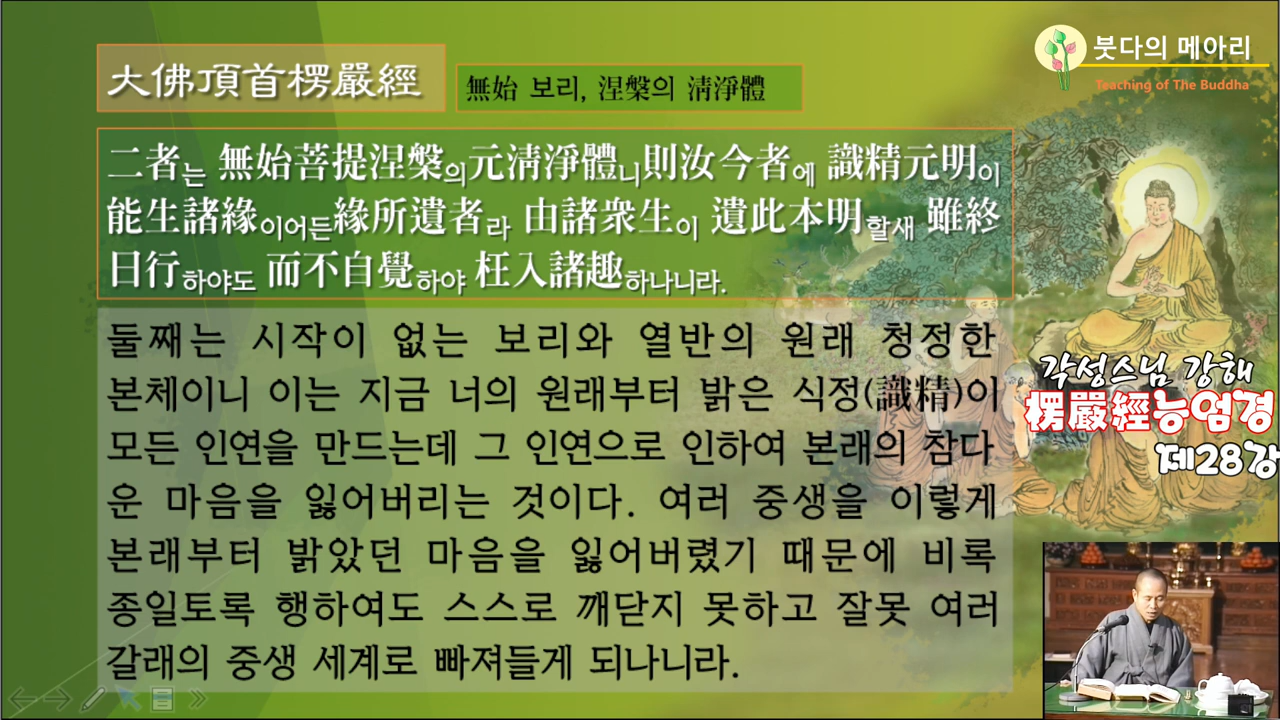 大佛頂首楞嚴經
無始 보리, 涅槃의 淸淨體
붓다의 메아리
Teaching of The Buddha
二者는 無始菩提涅槃의元淸淨體니則汝今者에 識精元明이
能生諸緣이어든緣所遺者라 由諸衆生이 遺此本明할새 雖終
日行하야도 而不自覺하야 枉入諸趣하나니라.
둘째는 시작이 없는 보리와 열반의 원래 청정한
본체이니 이는 지금 너의 원래부터 밝은 식정(識精)이
모든 인연을 만드는데 그 인연으로 인하여 본래의 참다
운 마음을 잃어버리는 것이다. 여러 중생을 이렇게
본래부터 밝았던 마음을 잃어버렸기 때문에 비록
종일토록 행하여도 스스로 깨닫지 못하고 잘못 여러
갈래의 중생 세계로 빠져들게 되나니라.
각성스님 강해
楞嚴經능엄경
제28강